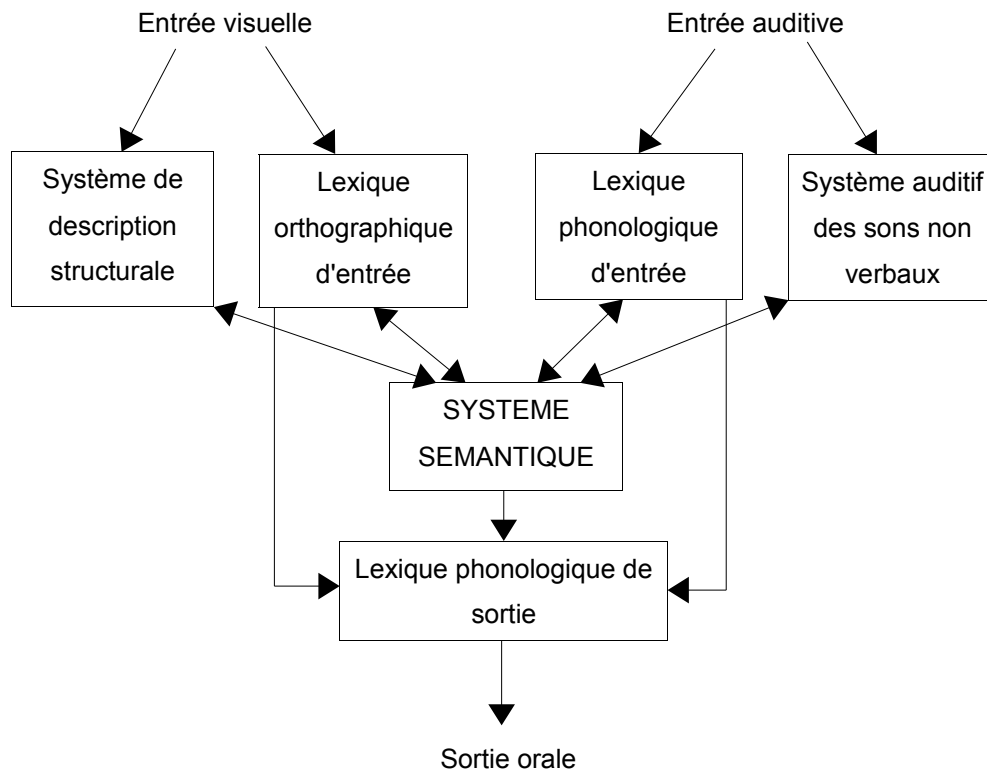 Entrée visuelle
Entrée auditive
Système de
description
structurale
Lexique
orthographique
d'entrée
Lexique
phonologique
d'entrée
Système auditif
des sons non
verbaux
SYSTEME
SEMANTIQUE
Lexique phonologique de
sortie
Sortie orale